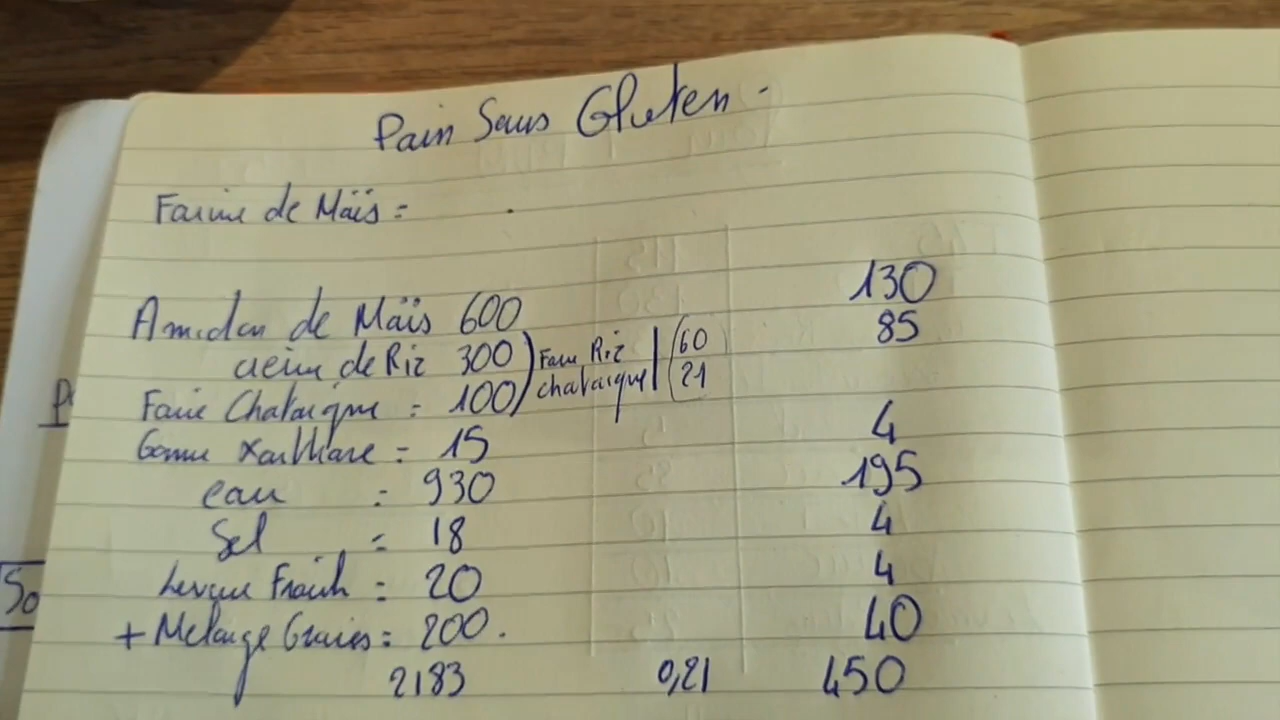 Pain Sans Gluten.
Farine de Maïs =
Amidon de Maïs 600 130
crème de Riz 300 Farine Riz 60 85
Farine Chataigne = 100 chataigne 21
Gomme Xanthane = 15 4
eau = 930 195
Sel = 18 4
Levure Fraîch = 20 4
+ Melange Graines = 200. 40
2183 0,21 450
So